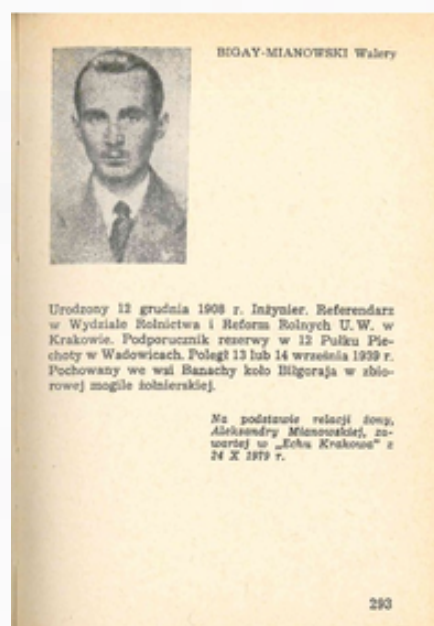 BIGAY-MIANOWSKI Walery
Urodzony 12 grudnia 1908 r. Inżynier. Referendarz
w Wydziale Rolnictwa i Reform Rolnych U. W. w
Krakowie. Podporucznik rezerwy w 12 Pułku Pie-
choty w Wadowicach. Poległ 13 lub 14 września 1939 r.
Pochowany we wsi Banachy koło Biłgoraja w zbio-
rowej mogile żołnierskiej.
Na podstawie relacji żony,
Aleksandry Mianowskiej, za-
wartej w „Echu Krakowa" z
24 X 1979 r.
293